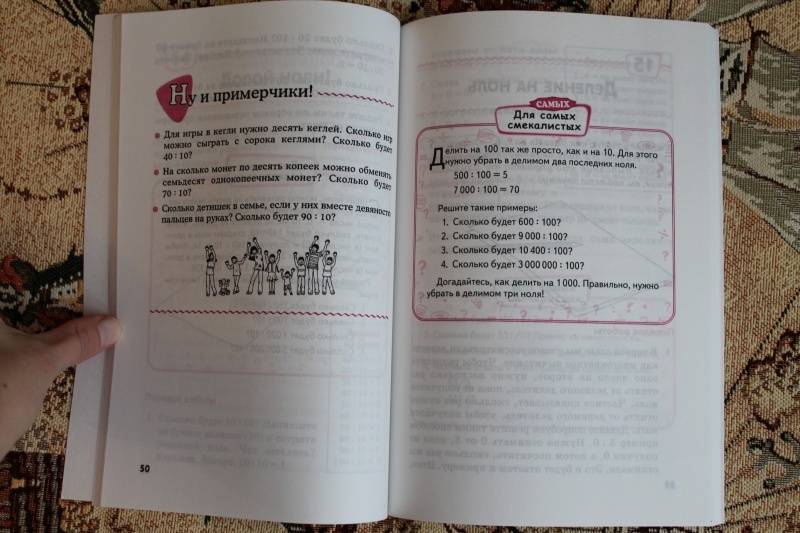 Ну и примерчики!
Для игры в кегли нужно десять кеглей. Сколько игр
можно сыграть с сорока кеглями? Сколько будет
40 : 10?
На сколько монет по десять копеек можно обменять
семьдесят однокопеечных монет? Сколько будет
70 : 10?
Сколько детишек в семье, если у них вместе девяносто
пальцев на руках? Сколько будет 90 : 10?
50
САМЫХ
Для самых
смекалистых
Делить на 100 так же просто, как и на 10. Для этого
нужно убрать в делимом два последних ноля.
500 : 100 = 5
7 000 : 100 = 70
Решите такие примеры:
1. Сколько будет 600 : 100?
2. Сколько будет 9 000 : 100?
3. Сколько будет 10 400 : 100?
4. Сколько будет 3 000 000 : 100?
Догадайтесь, как делить на 1 000. Правильно, нужно
убрать в делимом три ноля!